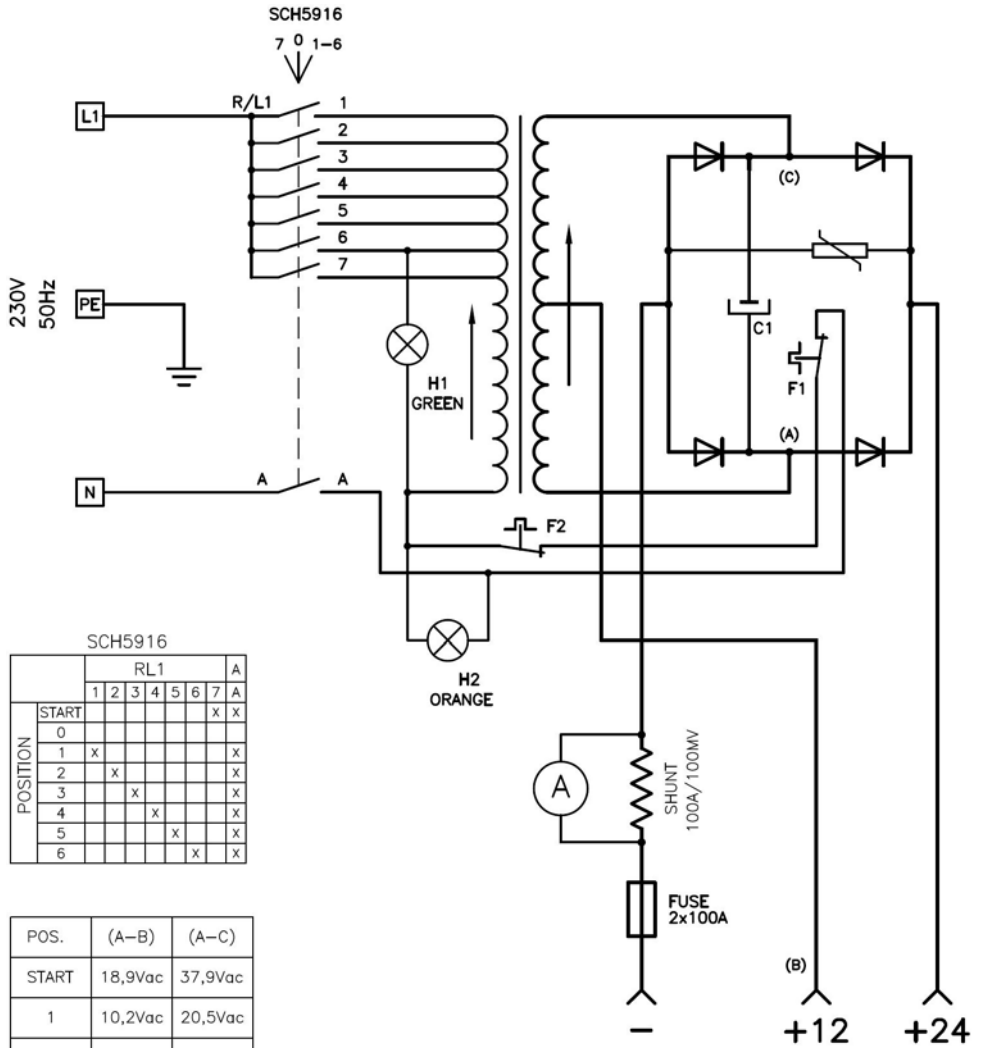 SCH5916
7 0 1-6
L1
R/L1
1
2
3
4
5
6
7
230V
50Hz
PE
N
A A
H1
GREEN
(C)
C1
F1
(A)
F2
H2
ORANGE
A
SHUNT
100A/100MV
FUSE
2x100A
(B)
-
+12
+24
SCH5916
RL1 A
1 2 3 4 5 6 7 A
POSITION
START X X
0
1 X X
2 X X
3 X X
4 X X
5 X X
6 X X
POS. (A-B) (A-C)
START 18,9Vac 37,9Vac
1 10,2Vac 20,5Vac